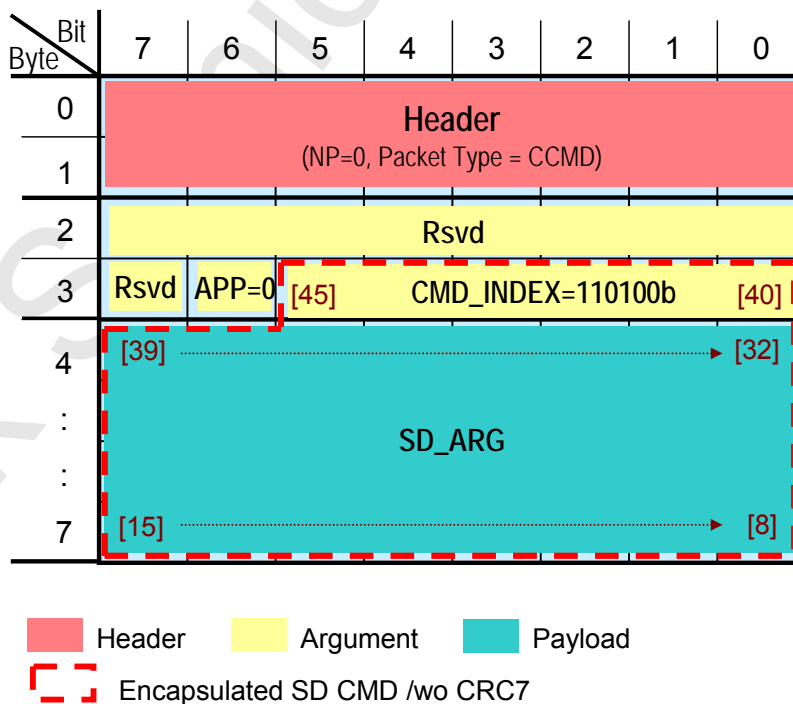 Bit
Byte 7 6 5 4 3 2 1 0
0
Header
(NP=0, Packet Type = CCMD)
1
2 Rsvd
3 Rsvd APP=0 [45] CMD_INDEX=110100b [40]
4 [39] [32]
:
SD_ARG
:
7 [15] [8]
Header Argument Payload
Encapsulated SD CMD /wo CRC7